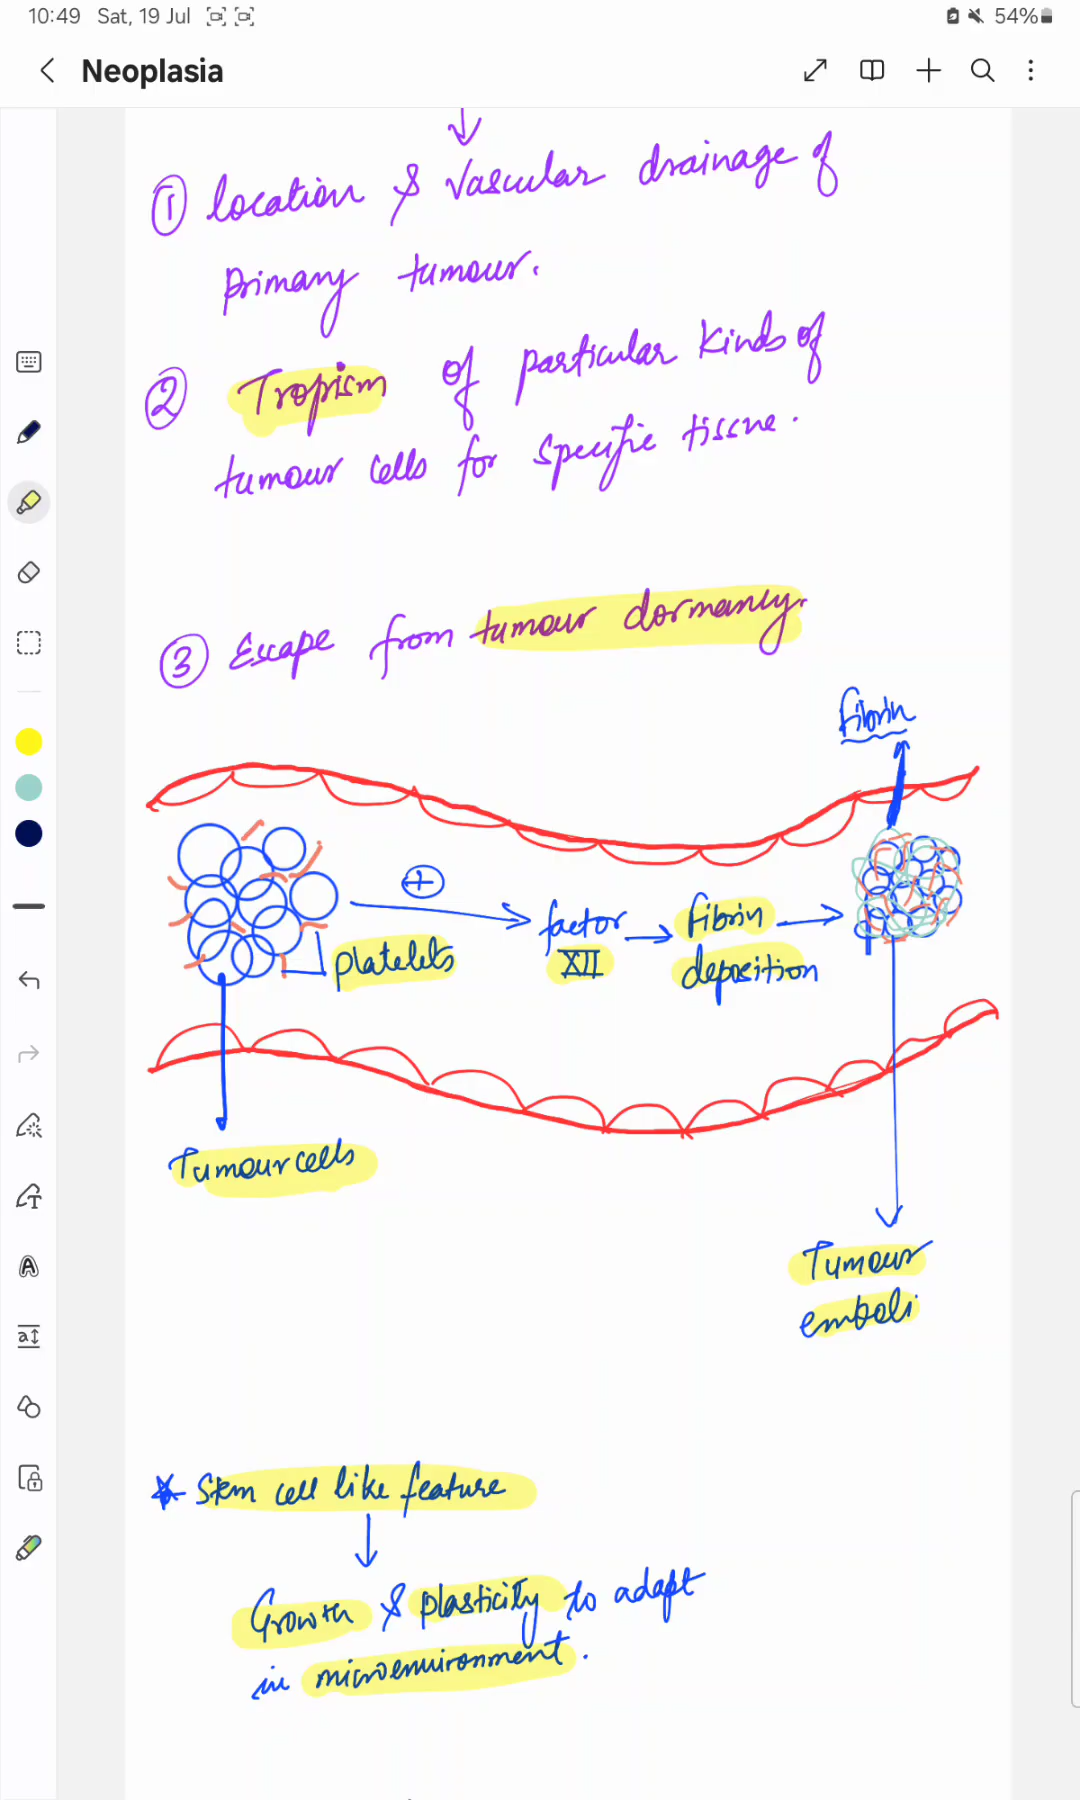 10:49 Sat, 19 Jul
54%
Neoplasia
① location & vascular drainage of
primary tumour.
② Tropism of particular kinds of
tumour cells for specific tissue.
③ Escape from tumour dormancy.
fibrin
+
factor
XII
fibrin
deposition
platelets
Tumour cells
Tumour
emboli
* Stem cell like feature
Growth & plasticity to adapt
in microenvironment.